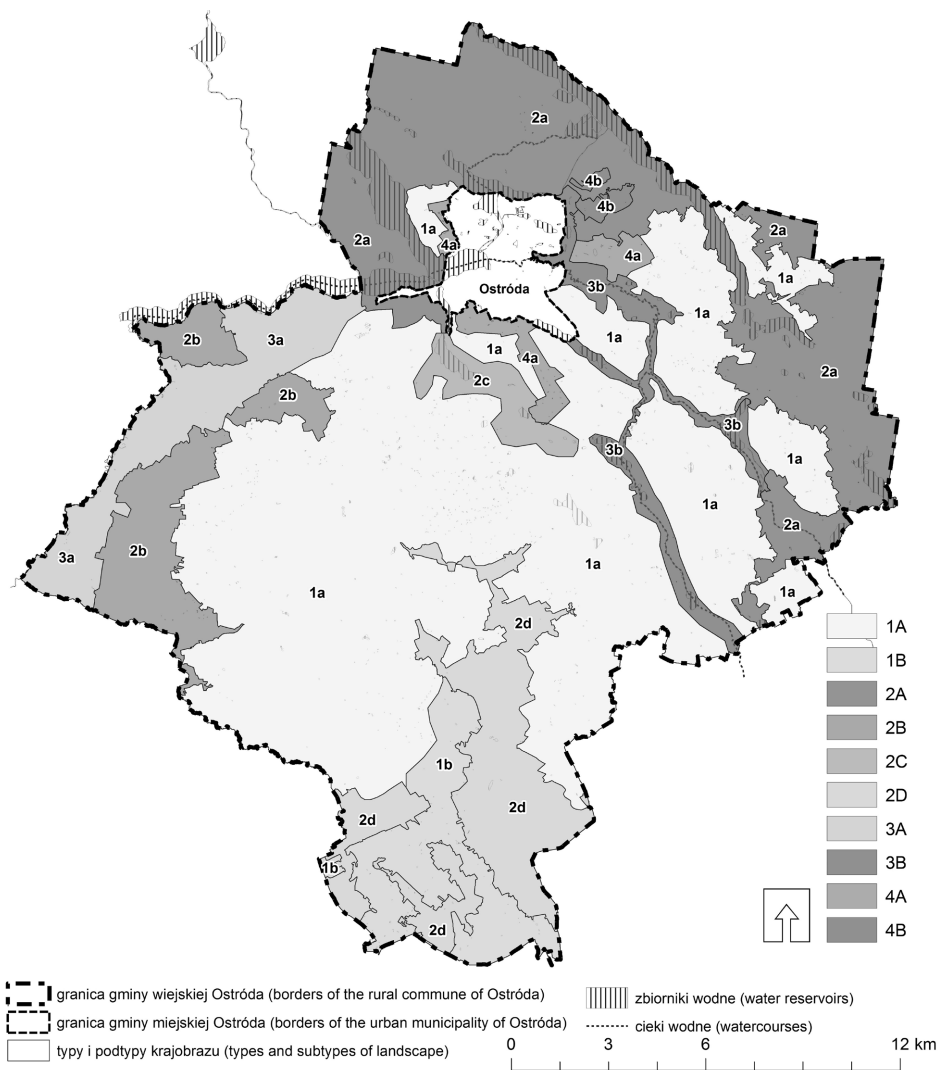 2a
4b
4b
2a
1a
2a
4a
4a
1a
3b
Ostróda
1a
2b
3a
1a
1a
4a
2c
2a
2b
3b
3b
1a
1a
2a
3a
2b
1a
1a
1a
2d
1b
2d
2d
1b
2d
1A
1B
2A
2B
2C
2D
3A
3B
4A
4B
granica gminy wiejskiej Ostróda (borders of the rural commune of Ostróda)
granica gminy miejskiej Ostróda (borders of the urban municipality of Ostróda)
typy i podtypy krajobrazu (types and subtypes of landscape)
zbiorniki wodne (water reservoirs)
cieki wodne (watercourses)
0 3 6 12 km